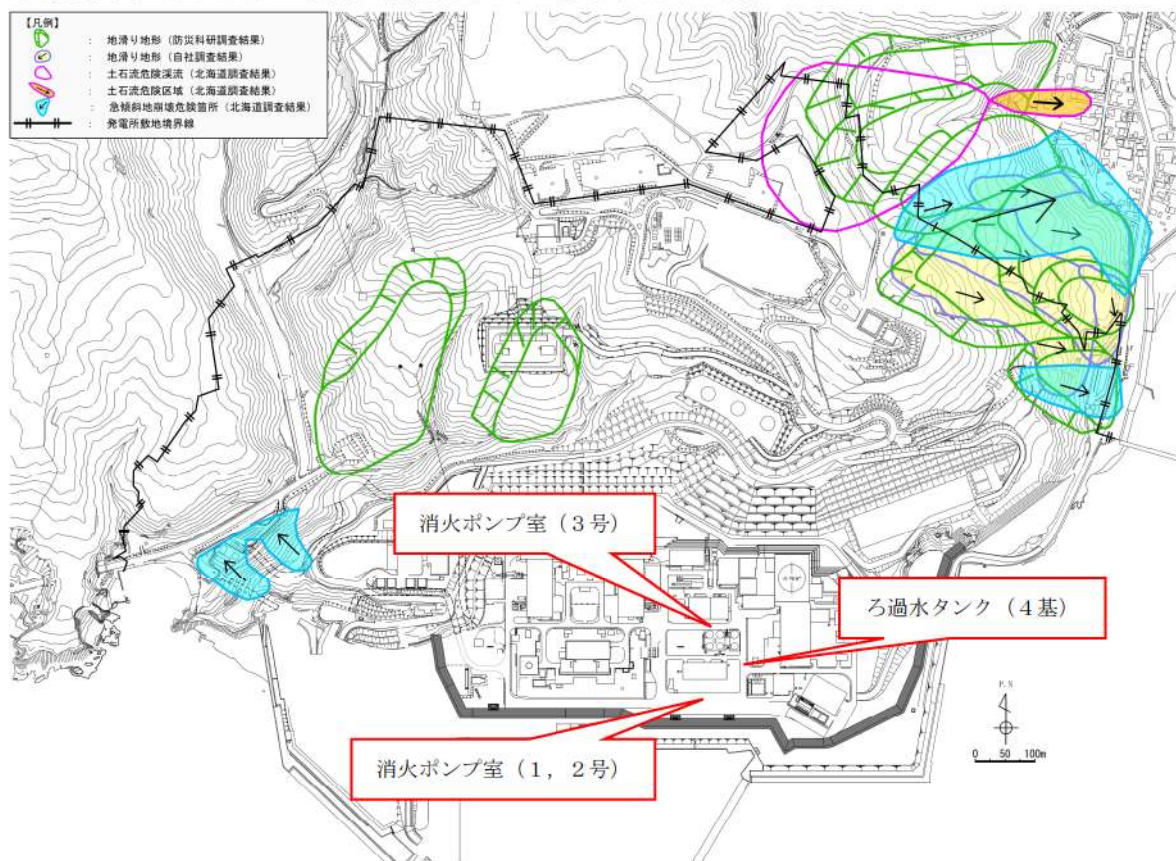 【凡例】
： 地滑り地形（防災科研調査結果）
： 地滑り地形（自社調査結果）
： 土石流危険渓流（北海道調査結果）
： 土石流危険区域（北海道調査結果）
： 急傾斜地崩壊危険箇所（北海道調査結果）
： 発電所敷地境界線
消火ポンプ室（３号）
ろ過水タンク（４基）
消火ポンプ室（１，２号）
P.N
0 50 100m